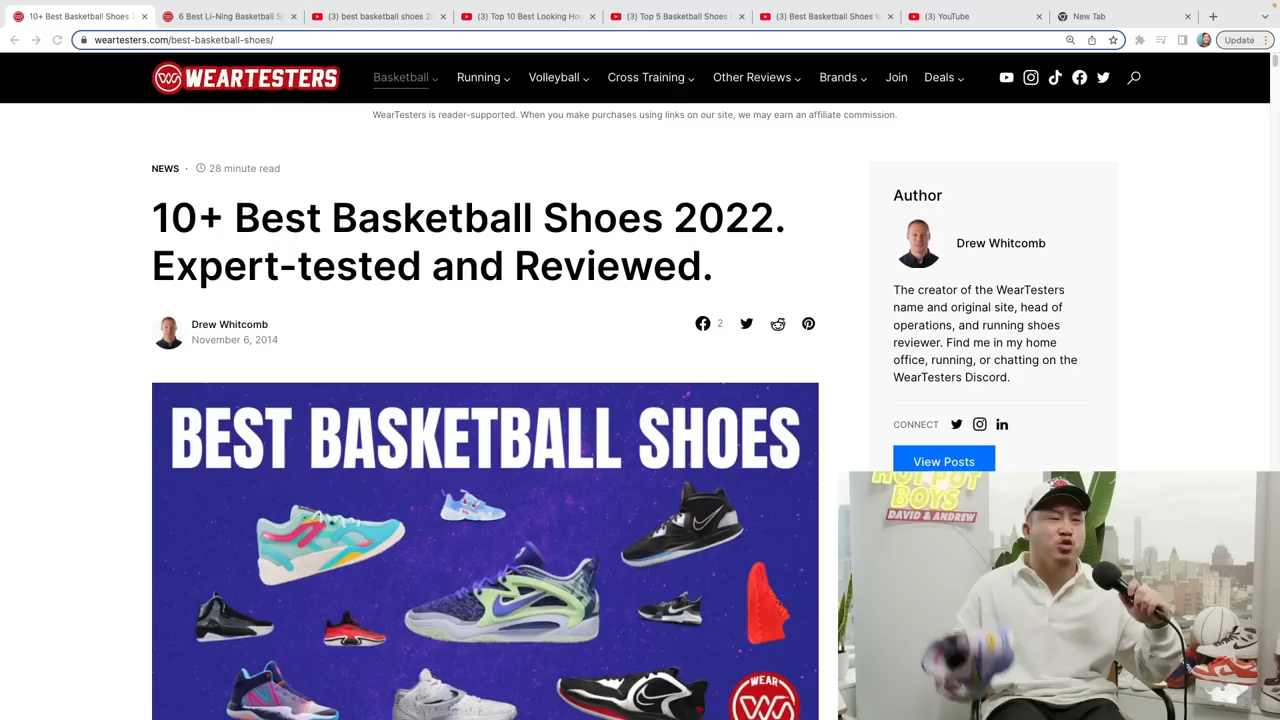 10+ Best Basketball Shoes 2
6 Best Li-Ning Basketball S
(3) best basketball shoes 20
(3) Top 10 Best Looking Hoo
(3) Top 5 Basketball Shoes
(3) Best Basketball Shoes fo
(3) YouTube
New Tab
weartesters.com/best-basketball-shoes/
Update
WEARTESTERS
Basketball
Running
Volleyball
Cross Training
Other Reviews
Brands
Join
Deals
WearTesters is reader-supported. When you make purchases using links on our site, we may earn an affiliate commission.
NEWS · 28 minute read
10+ Best Basketball Shoes 2022.
Expert-tested and Reviewed.
Drew Whitcomb
November 6, 2014
2
BEST BASKETBALL SHOES
WEAR
Author
Drew Whitcomb
The creator of the WearTesters
name and original site, head of
operations, and running shoes
reviewer. Find me in my home
office, running, or chatting on the
WearTesters Discord.
CONNECT
View Posts
HOT POT
BOYS
DAVID & ANDREW